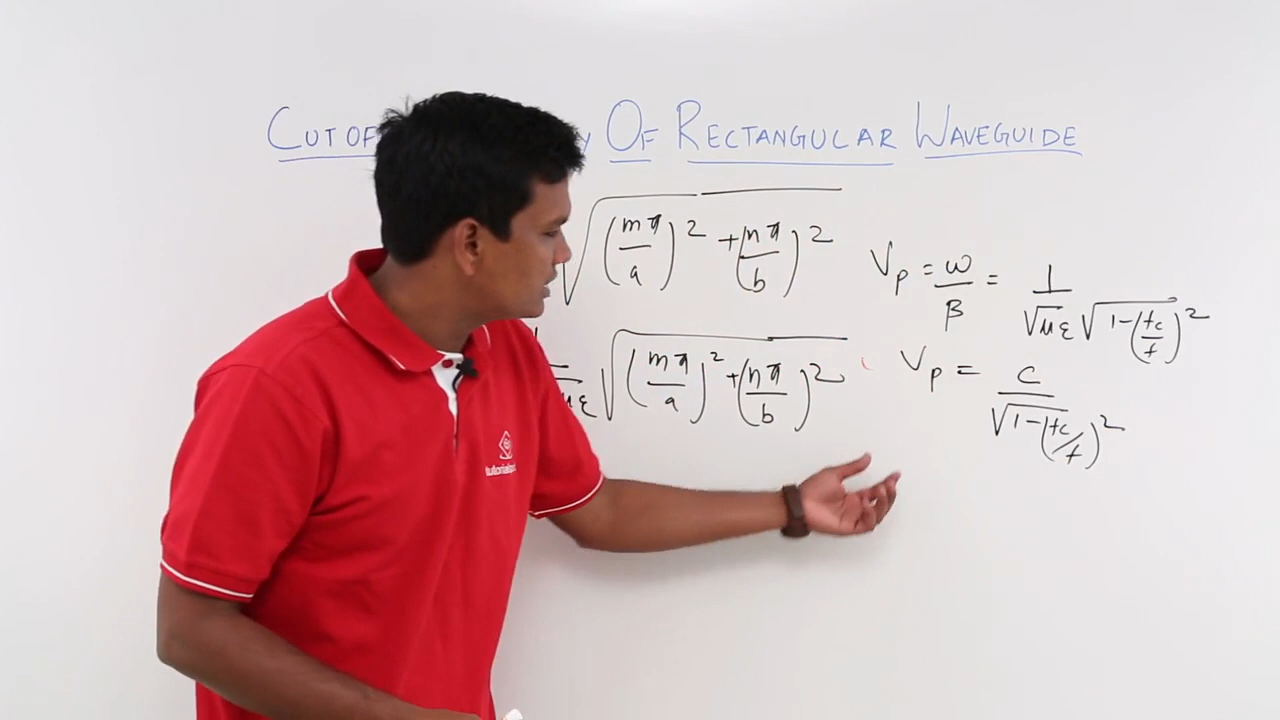 CUTOF Y OF RECTANGULAR WAVEGUIDE
√(mπ/a)² + (nπ/b)²
Vp = ω/β = 1/√με √1-(fc/f)²
με √(mπ/a)² + (nπ/b)²
Vp = c/√1-(fc/f)²